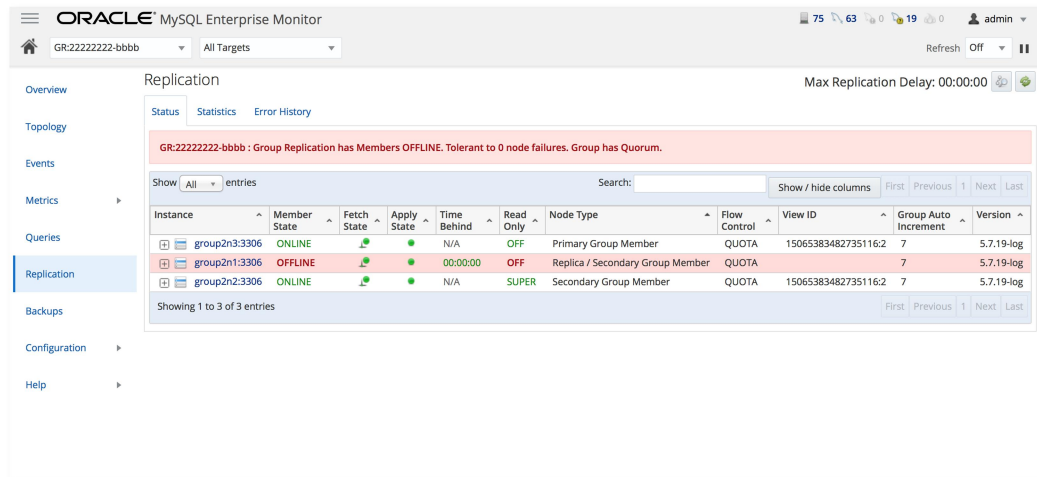 ORACLE MySQL Enterprise Monitor 75 63 0 19 0 admin
GR:22222222-bbbb All Targets Refresh Off
Overview
Topology
Events
Metrics
Queries
Replication
Backups
Configuration
Help
Replication Max Replication Delay: 00:00:00
Status Statistics Error History
GR:22222222-bbbb : Group Replication has Members OFFLINE. Tolerant to 0 node failures. Group has Quorum.
Show All entries Search: Show / hide columns First Previous 1 Next Last
Instance Member State Fetch State Apply State Time Behind Read Only Node Type Flow Control View ID Group Auto Increment Version
group2n3:3306 ONLINE N/A OFF Primary Group Member QUOTA 15065383482735116:2 7 5.7.19-log
group2n1:3306 OFFLINE 00:00:00 OFF Replica / Secondary Group Member QUOTA 7 5.7.19-log
group2n2:3306 ONLINE N/A SUPER Secondary Group Member QUOTA 15065383482735116:2 7 5.7.19-log
Showing 1 to 3 of 3 entries First Previous 1 Next Last